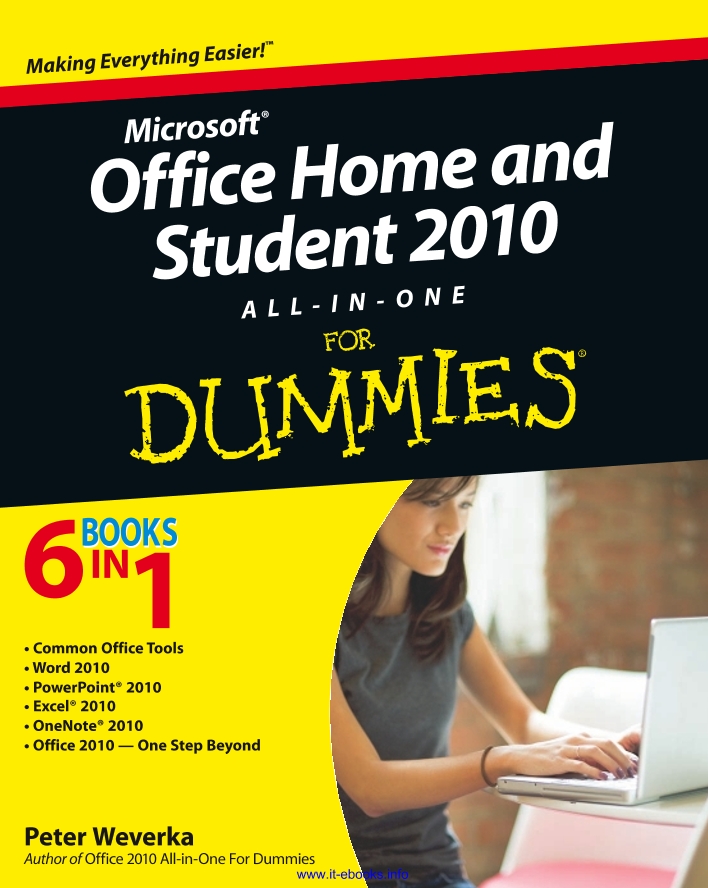 Making Everything Easier!™
Microsoft®
Office Home and
Student 2010
ALL-IN-ONE
FOR
DUMMIES®
6 BOOKS
IN 1
• Common Office Tools
• Word 2010
• PowerPoint® 2010
• Excel® 2010
• OneNote® 2010
• Office 2010 — One Step Beyond
Peter Weverka
Author of Office 2010 All-in-One For Dummies
www.it-ebooks.info